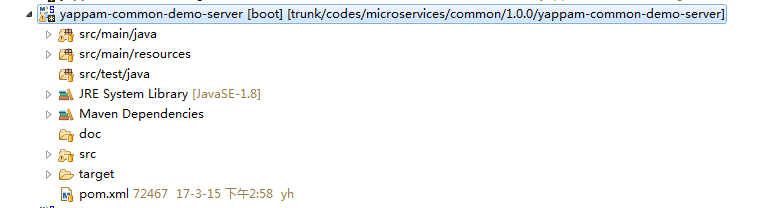 yappam-common-demo-server [boot] [trunk/codes/microservices/common/1.0.0/yappam-common-demo-server]
src/main/java
src/main/resources
src/test/java
JRE System Library [JavaSE-1.8]
Maven Dependencies
doc
src
target
pom.xml 72467 17-3-15 下午2:58 yh